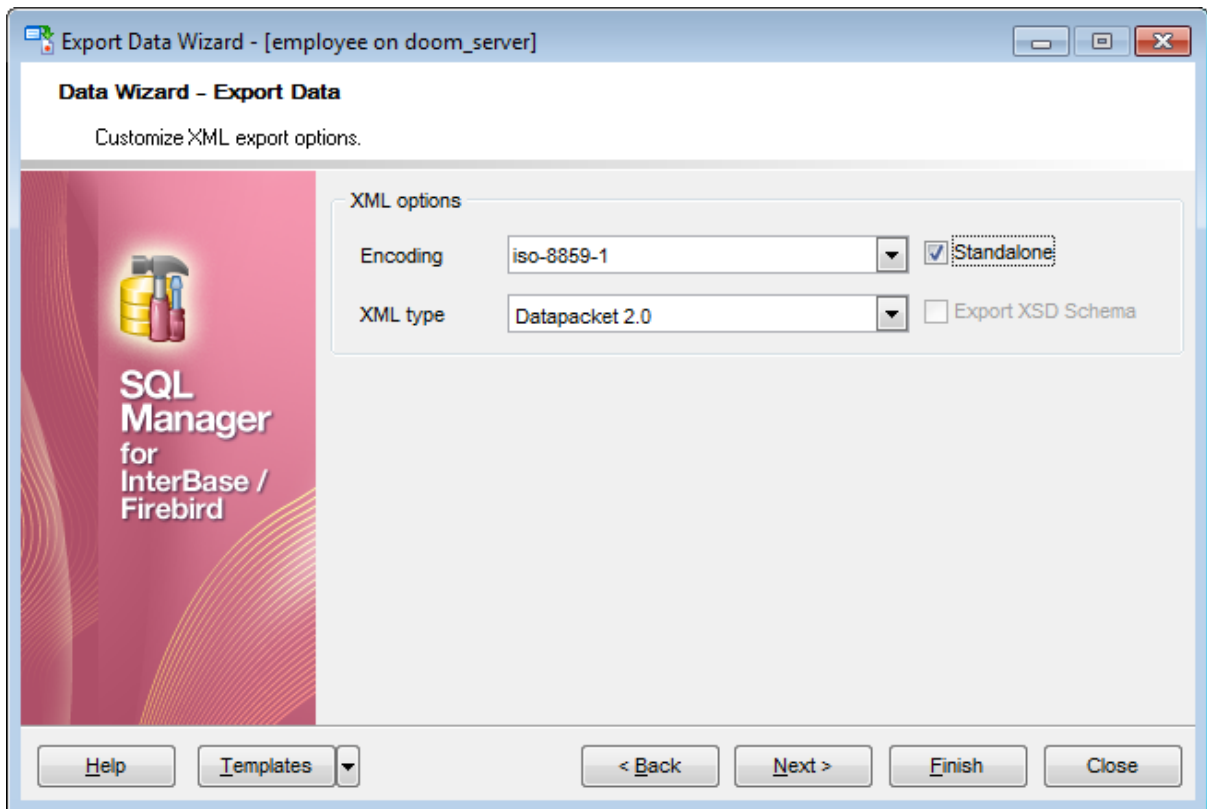 Export Data Wizard - [employee on doom_server]
Data Wizard - Export Data
Customize XML export options.
XML options
Encoding iso-8859-1 Standalone
XML type Datapacket 2.0 Export XSD Schema
SQL
Manager
for
InterBase /
Firebird
Help Templates < Back Next > Finish Close